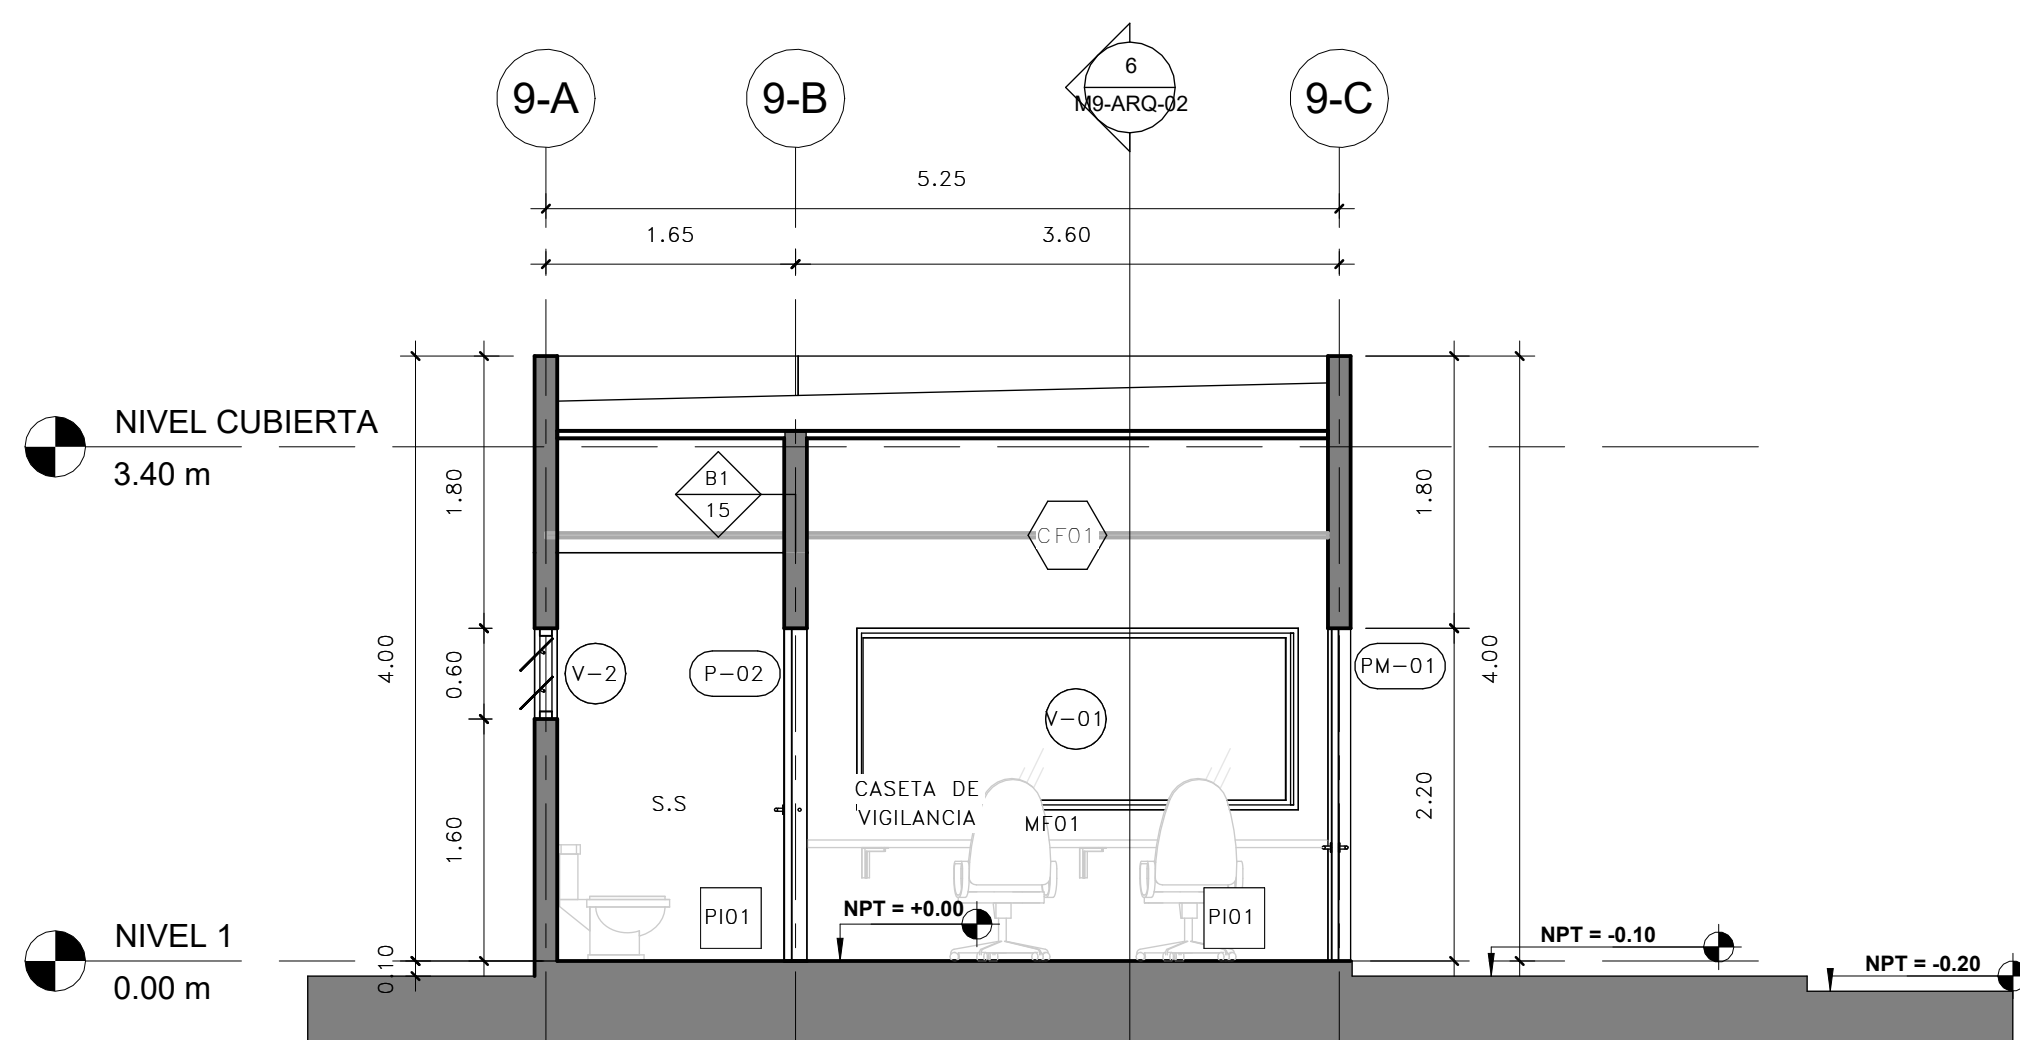 6
9-A
9-B
M9-ARQ-02
9-C
5.25
1.65
3.60
NIVEL CUBIERTA
3.40 m
1.80
B1
15
CF01
1.80
4.00
0.60
V-2
P-02
V-01
PM-01
4.00
1.60
S.S
CASETA DE
VIGILANCIA
MF01
2.20
PI01
NPT = +0.00
PI01
NIVEL 1
0.00 m
0.10
NPT = -0.10
NPT = -0.20